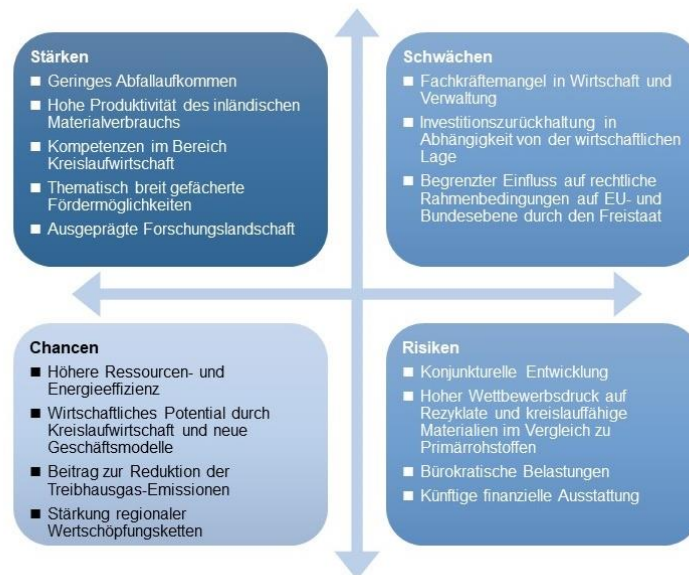 Stärken
■ Geringes Abfallaufkommen
■ Hohe Produktivität des inländischen
Materialverbrauchs
■ Kompetenzen im Bereich
Kreislaufwirtschaft
■ Thematisch breit gefächerte
Fördermöglichkeiten
■ Ausgeprägte Forschungslandschaft
Schwächen
■ Fachkräftemangel in Wirtschaft und
Verwaltung
■ Investitionszurückhaltung in
Abhängigkeit von der wirtschaftlichen
Lage
■ Begrenzter Einfluss auf rechtliche
Rahmenbedingungen auf EU- und
Bundesebene durch den Freistaat
Chancen
■ Höhere Ressourcen- und
Energieeffizienz
■ Wirtschaftliches Potential durch
Kreislaufwirtschaft und neue
Geschäftsmodelle
■ Beitrag zur Reduktion der
Treibhausgas-Emissionen
■ Stärkung regionaler
Wertschöpfungsketten
Risiken
■ Konjunkturelle Entwicklung
■ Hoher Wettbewerbsdruck auf
Rezyklate und kreislauffähige
Materialien im Vergleich zu
Primärrohstoffen
■ Bürokratische Belastungen
■ Künftige finanzielle Ausstattung